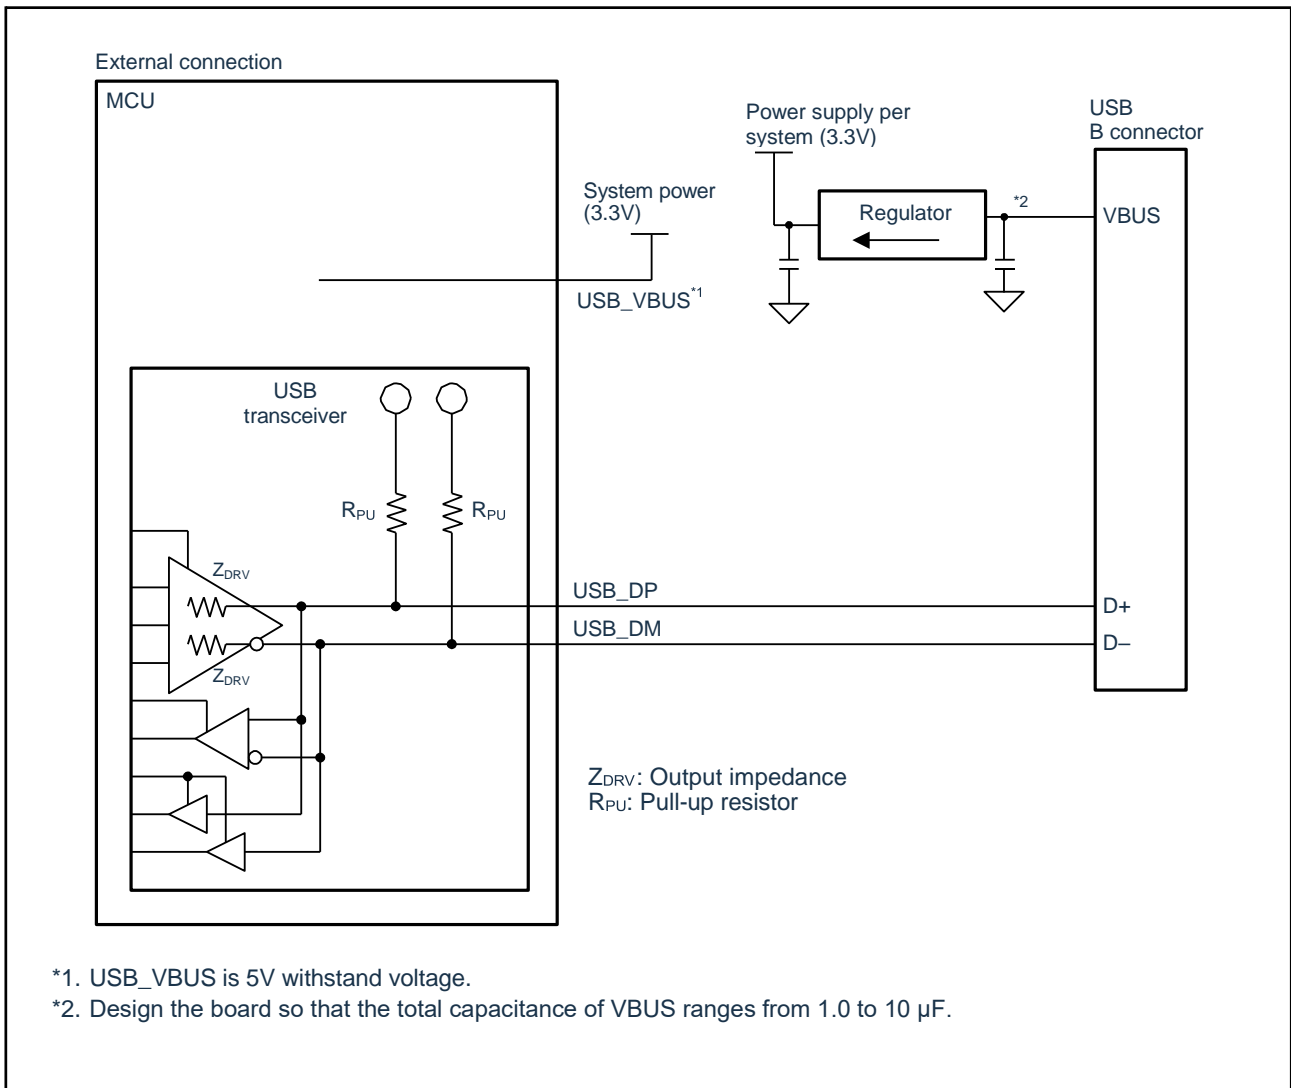 External connection
MCU
Power supply per
system (3.3V)
USB
B connector
System power
(3.3V)
Regulator
*2
VBUS
USB_VBUS*1
USB
transceiver
RPU
RPU
ZDRV
USB_DP
D+
USB_DM
D–
ZDRV
ZDRV: Output impedance
RPU: Pull-up resistor
*1. USB_VBUS is 5V withstand voltage.
*2. Design the board so that the total capacitance of VBUS ranges from 1.0 to 10 µF.